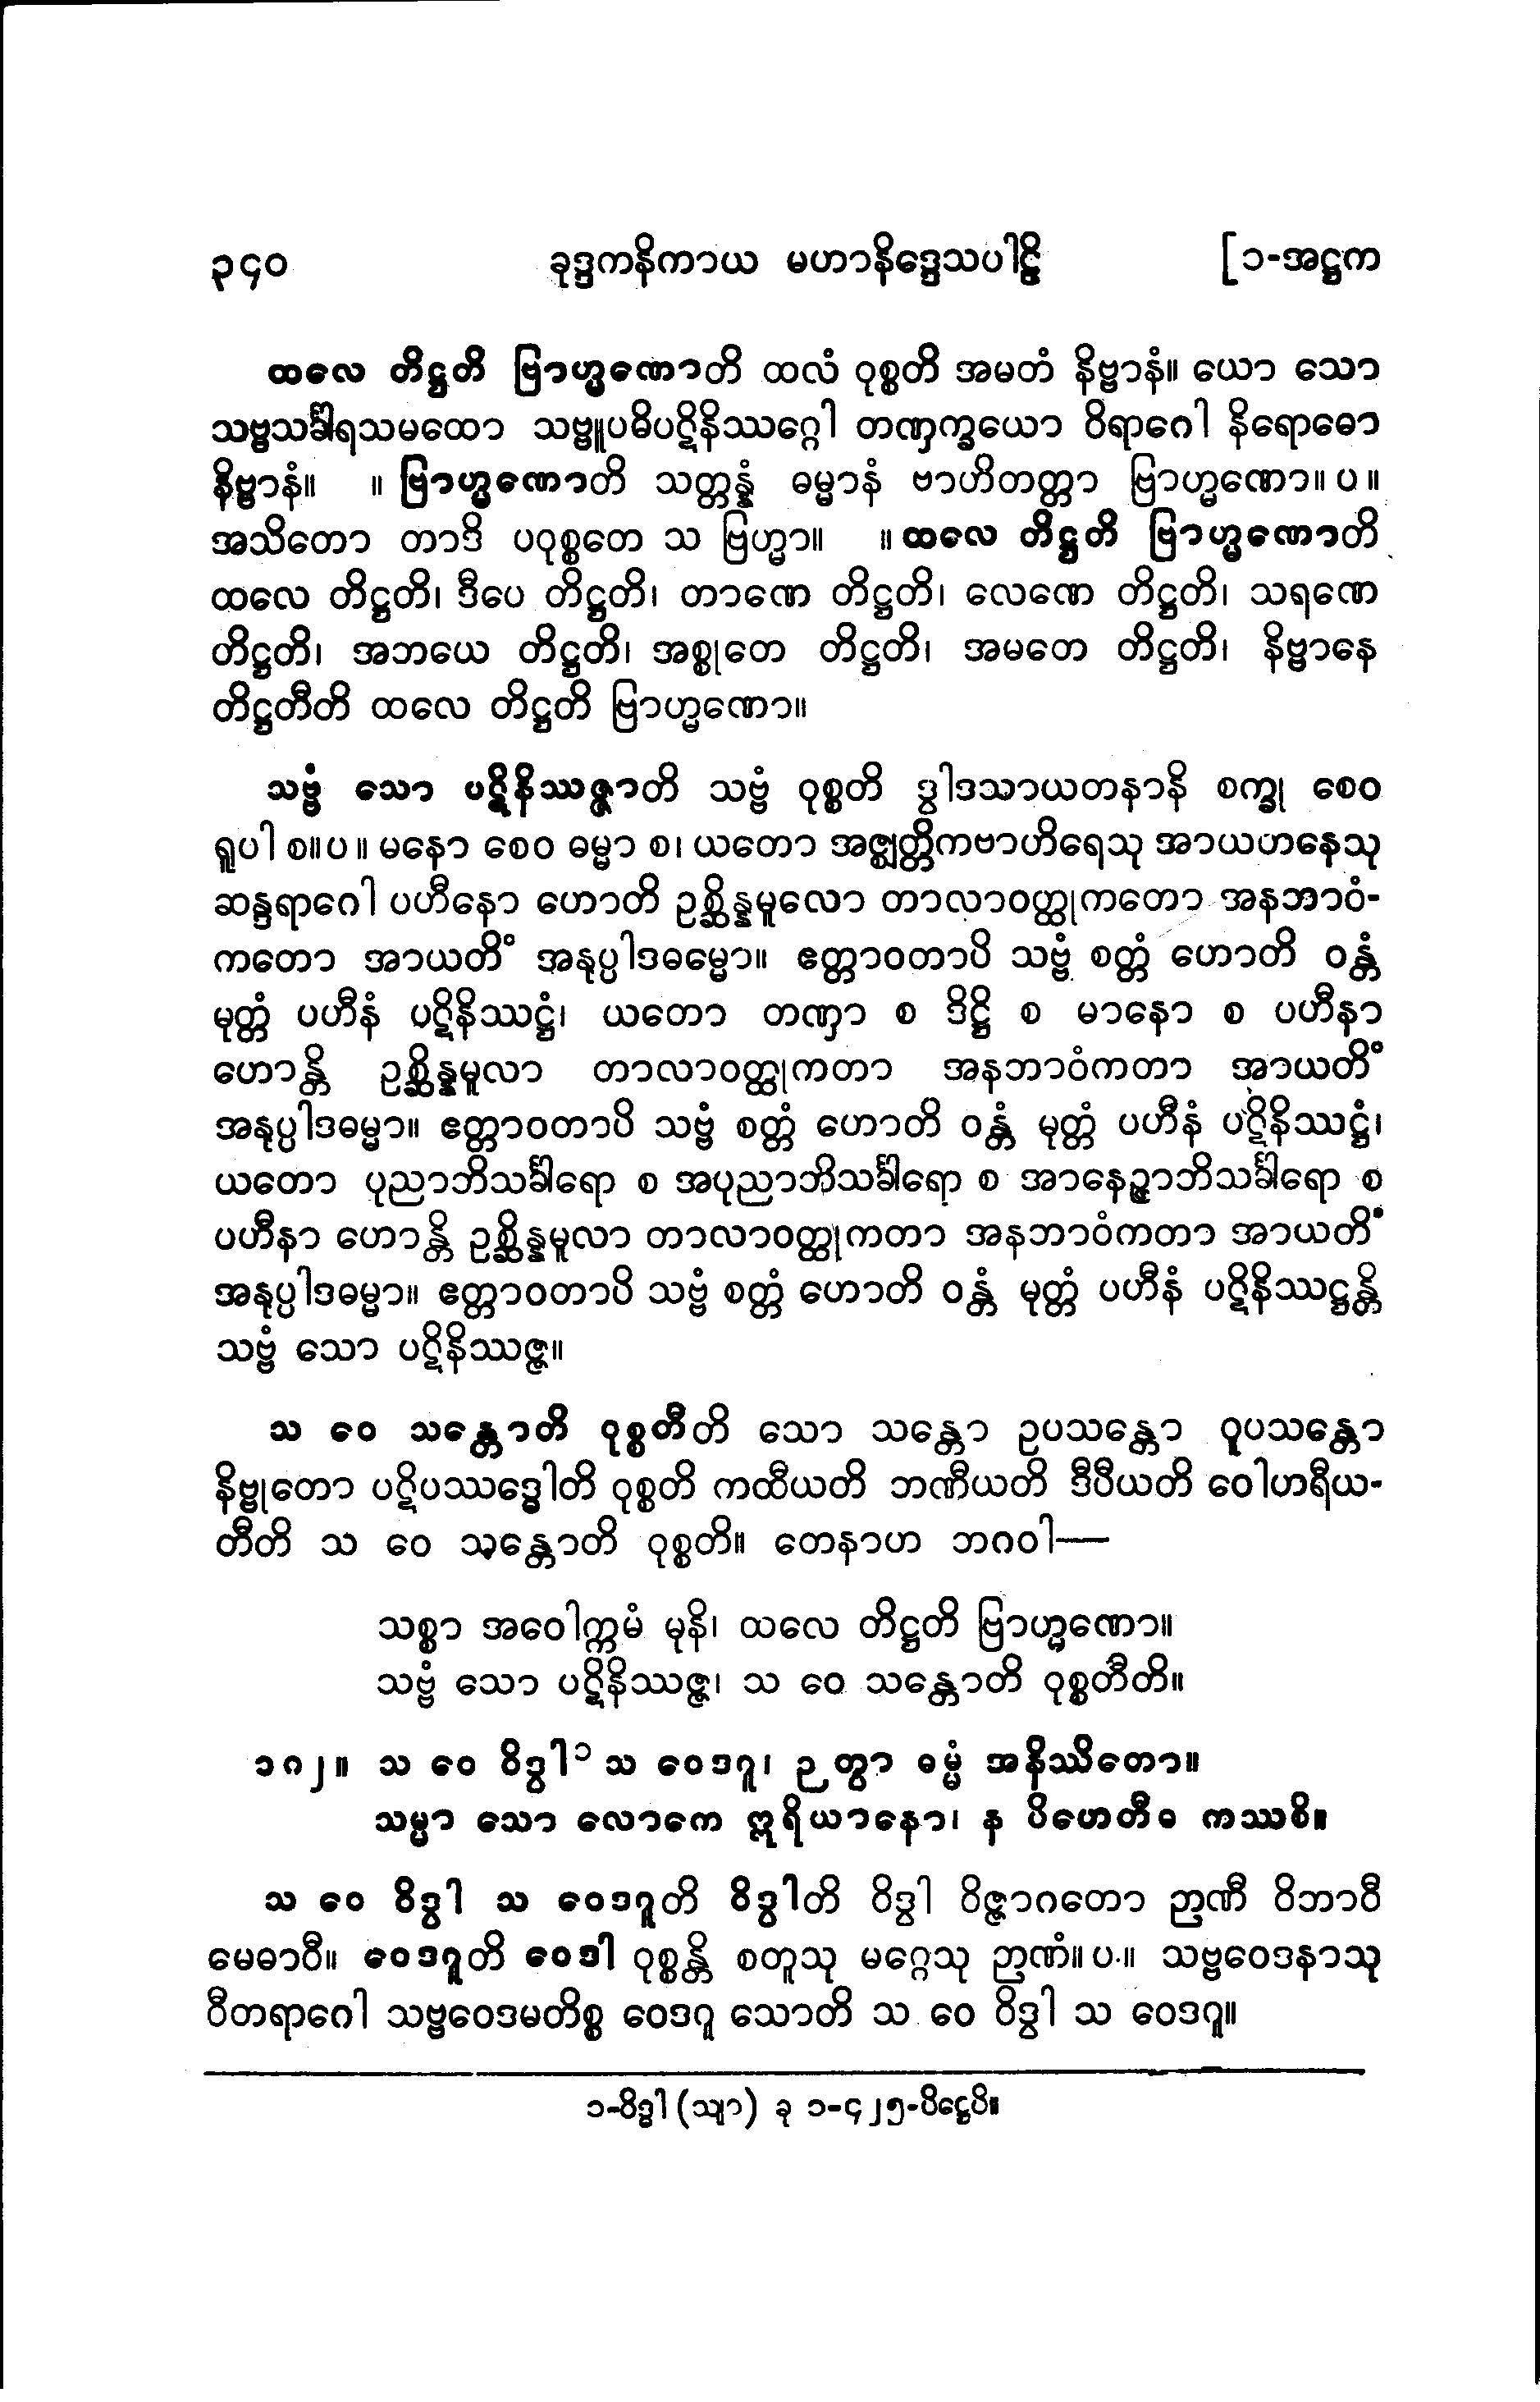 ၃၄၀ ခုဒ္ဒကနိကာယ မဟာနိဒ္ဒေသပါဠိ [၁-အဋ္ဌက
ထလေ တိဋ္ဌတိ ဗြာဟ္မဏောတိ ထလံ ဝုစ္စတိ အမတံ နိဗ္ဗာနံ။ ယော သော
သဗ္ဗသင်္ခါရသမထော သဗ္ဗူပဓိပဋိနိဿဂ္ဂေါ တဏှက္ခယော ဝိရာဂေါ နိရောဓော
နိဗ္ဗာနံ။ ။ ဗြာဟ္မဏောတိ သတ္တန္နံ ဓမ္မာနံ ဗာဟိတတ္တာ ဗြာဟ္မဏော။ ပ ။
အသိတော တာဒိ ပဝုစ္စတေ သ ဗြဟ္မာ။ ။ ထလေ တိဋ္ဌတိ ဗြာဟ္မဏောတိ
ထလေ တိဋ္ဌတိ၊ ဒီပေ တိဋ္ဌတိ၊ တာဏေ တိဋ္ဌတိ၊ လေဏေ တိဋ္ဌတိ၊ သရဏေ
တိဋ္ဌတိ၊ အဘယေ တိဋ္ဌတိ၊ အစ္စုတေ တိဋ္ဌတိ၊ အမတေ တိဋ္ဌတိ၊ နိဗ္ဗာနေ
တိဋ္ဌတီတိ ထလေ တိဋ္ဌတိ ဗြာဟ္မဏော။
သဗ္ဗံ သော ပဋိနိဿဇ္ဇာတိ သဗ္ဗံ ဝုစ္စတိ ဒွါဒသာယတနာနိ စက္ခု စေဝ
ရူပါ စ။ ပ ။ မနော စေဝ ဓမ္မာ စ၊ ယတော အဇ္ဈတ္တိကဗာဟိရေသု အာယတနေသု
ဆန္ဒရာဂေါ ပဟီနော ဟောတိ ဥစ္ဆိန္နမူလော တာလာဝတ္ထုကတော အနဘာဝံ-
ကတော အာယတိံ အနုပ္ပါဒဓမ္မော။ ဧတ္တာဝတာပိ သဗ္ဗံ စတ္တံ ဟောတိ ဝန္တံ
မုတ္တံ ပဟီနံ ပဋိနိဿဋ္ဌံ၊ ယတော တဏှာ စ ဒိဋ္ဌိ စ မာနော စ ပဟီနာ
ဟောန္တိ ဥစ္ဆိန္နမူလာ တာလာဝတ္ထုကတာ အနဘာဝံကတာ အာယတိံ
အနုပ္ပါဒဓမ္မာ။ ဧတ္တာဝတာပိ သဗ္ဗံ စတ္တံ ဟောတိ ဝန္တံ မုတ္တံ ပဟီနံ ပဋိနိဿဋ္ဌံ၊
ယတော ပုညာဘိသင်္ခါရော စ အပုညာဘိသင်္ခါရော စ အာနေဉ္ဇာဘိသင်္ခါရော စ
ပဟီနာ ဟောန္တိ ဥစ္ဆိန္နမူလာ တာလာဝတ္ထုကတာ အနဘာဝံကတာ အာယတိံ
အနုပ္ပါဒဓမ္မာ။ ဧတ္တာဝတာပိ သဗ္ဗံ စတ္တံ ဟောတိ ဝန္တံ မုတ္တံ ပဟီနံ ပဋိနိဿဋ္ဌန္တိ
သဗ္ဗံ သော ပဋိနိဿဇ္ဇ။
သ ဝေ သန္တောတိ ဝုစ္စတီတိ သော သန္တော ဥပသန္တော ဝူပသန္တော
နိဗ္ဗုတော ပဋိပဿဒ္ဓေါတိ ဝုစ္စတိ ကထီယတိ ဘဏီယတိ ဒီပီယတိ ဝေါဟရီယ-
တီတိ သ ဝေ သန္တောတိ ဝုစ္စတိ။ တေနာဟ ဘဂဝါ—
သစ္စာ အဝေါက္ကမံ မုနိ၊ ထလေ တိဋ္ဌတိ ဗြာဟ္မဏော။
သဗ္ဗံ သော ပဋိနိဿဇ္ဇ၊ သ ဝေ သန္တောတိ ဝုစ္စတီတိ။
၁၈၂။ သ ဝေ ဝိဒွါ၁ သ ဝေဒဂူ၊ ဉတွာ ဓမ္မံ အနိဿိတော။
သမ္မာ သော လောကေ ဣရိယာနော၊ န ပိဟေတီဓ ကဿစိ။
သ ဝေ ဝိဒွါ သ ဝေဒဂူတိ ဝိဒွါတိ ဝိဒွါ ဝိဇ္ဇာဂတော ဉာဏီ ဝိဘာဝီ
မေဓာဝီ။ ဝေဒဂူတိ ဝေဒါ ဝုစ္စန္တိ စတူသု မဂ္ဂေသု ဉာဏံ။ ပ ။ သဗ္ဗဝေဒနာသု
ဝီတရာဂေါ သဗ္ဗဝေဒမတိစ္စ ဝေဒဂူ သောတိ သ ဝေ ဝိဒွါ သ ဝေဒဂူ။
၁-ဝိဒ္ဓါ (သျာ) ခု ၁-၄၂၅-ပိဋ္ဌေပိ။